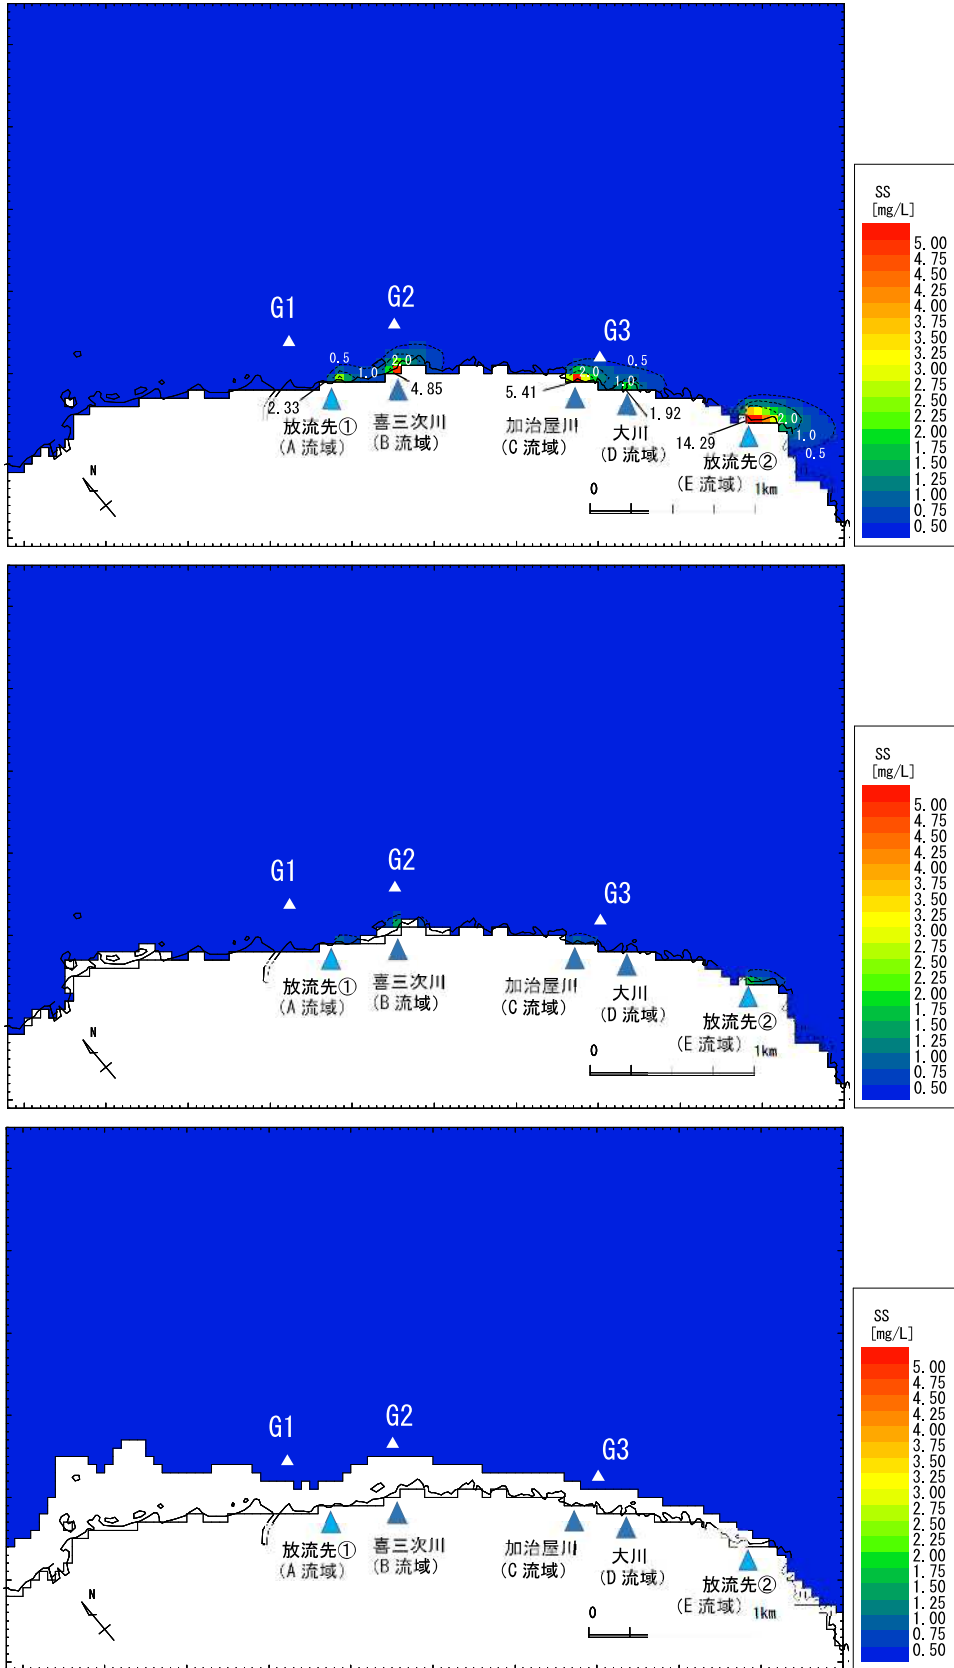 SS
[mg/L]
5.00
4.75
4.50
4.25
4.00
3.75
3.50
3.25
3.00
2.75
2.50
2.25
2.00
1.75
1.50
1.25
1.00
0.75
0.50
G1
G2
G3
0.5
1.0
2.0
2.0
0.5
1.0
2.0
1.0
0.5
2.33
4.85
5.41
1.92
14.29
放流先①
(A 流域)
喜三次川
(B 流域)
加治屋川
(C 流域)
大川
(D 流域)
放流先②
(E 流域)
N
0
1km
SS
[mg/L]
5.00
4.75
4.50
4.25
4.00
3.75
3.50
3.25
3.00
2.75
2.50
2.25
2.00
1.75
1.50
1.25
1.00
0.75
0.50
G1
G2
G3
放流先①
(A 流域)
喜三次川
(B 流域)
加治屋川
(C 流域)
大川
(D 流域)
放流先②
(E 流域)
N
0
1km
SS
[mg/L]
5.00
4.75
4.50
4.25
4.00
3.75
3.50
3.25
3.00
2.75
2.50
2.25
2.00
1.75
1.50
1.25
1.00
0.75
0.50
G1
G2
G3
放流先①
(A 流域)
喜三次川
(B 流域)
加治屋川
(C 流域)
大川
(D 流域)
放流先②
(E 流域)
N
0
1km